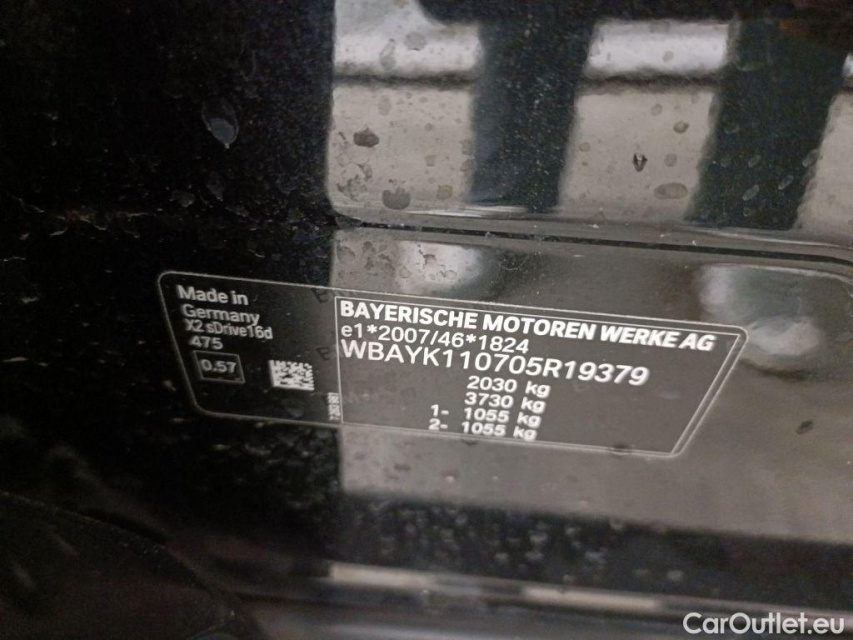 Made in
Germany
X2 sDrive16d
475
0.57
BAYERISCHE MOTOREN WERKE AG
e1*2007/46*1824
WBAYK110705R19379
2030 kg
3730 kg
1- 1055 kg
2- 1055 kg
CarOutlet.eu